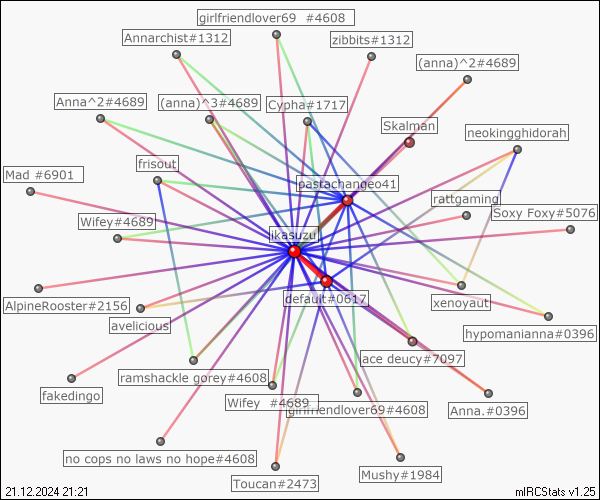 girlfriendlover69  #4608
Annarchist#1312
zibbits#1312
(anna)^2#4689
Anna^2#4689
(anna)^3#4689
Cypha#1717
Skalman
neokingghidorah
frisout
Mad #6901
pastachangeo41
rattgaming
Soxy Foxy#5076
Wifey#4689
ikasuzu
AlpineRooster#2156
default#0617
xenoyaut
avelicious
hypomanianna#0396
ramshackle gorey#4608
ace deucy#7097
fakedingo
Wifey  #4689
girlfriendlover69#4608
Anna.#0396
no cops no laws no hope#4608
Toucan#2473
Mushy#1984
21.12.2024 21:21
mIRCStats v1.25